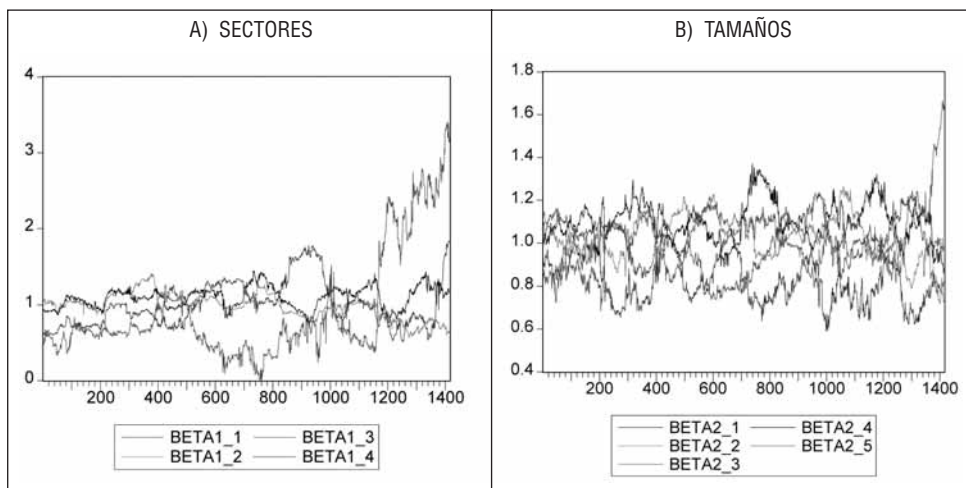 A) SECTORES
4
3
2
1
0
200 400 600 800 1000 1200 1400
BETA1_1 BETA1_3
BETA1_2 BETA1_4
B) TAMAÑOS
1.8
1.6
1.4
1.2
1.0
0.8
0.6
0.4
200 400 600 800 1000 1200 1400
BETA2_1 BETA2_4
BETA2_2 BETA2_5
BETA2_3